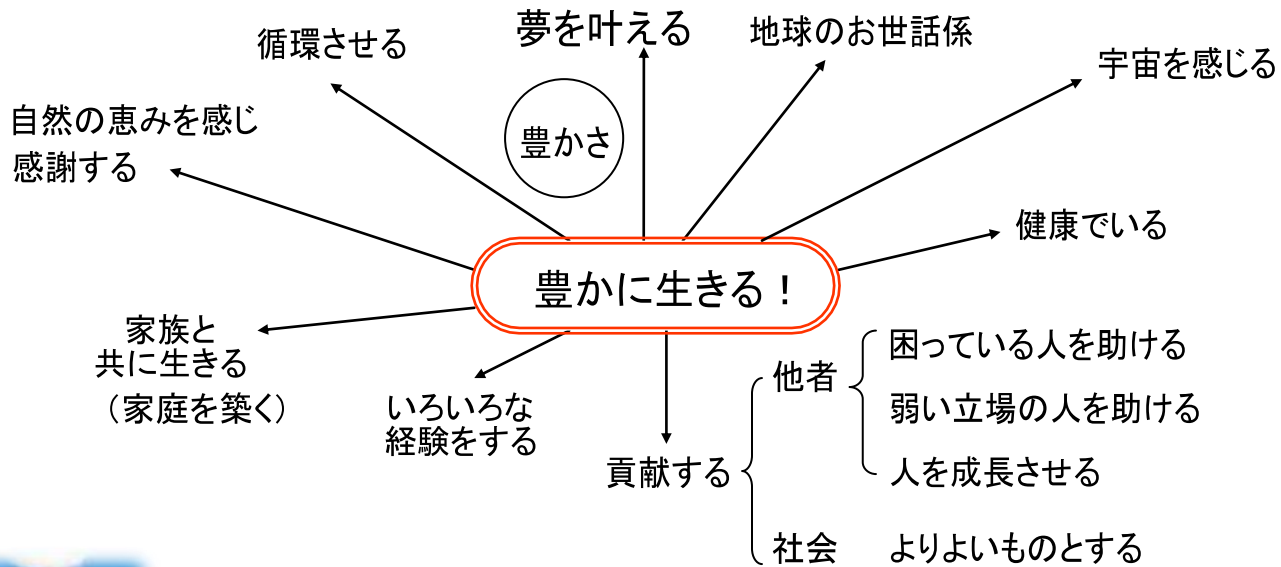 夢を叶える
地球のお世話係
循環させる
宇宙を感じる
自然の恵みを感じ
感謝する
豊かさ
健康でいる
豊かに生きる！
家族と
共に生きる
（家庭を築く）
いろいろな
経験をする
貢献する
他者
困っている人を助ける
弱い立場の人を助ける
人を成長させる
社会
よりよいものとする